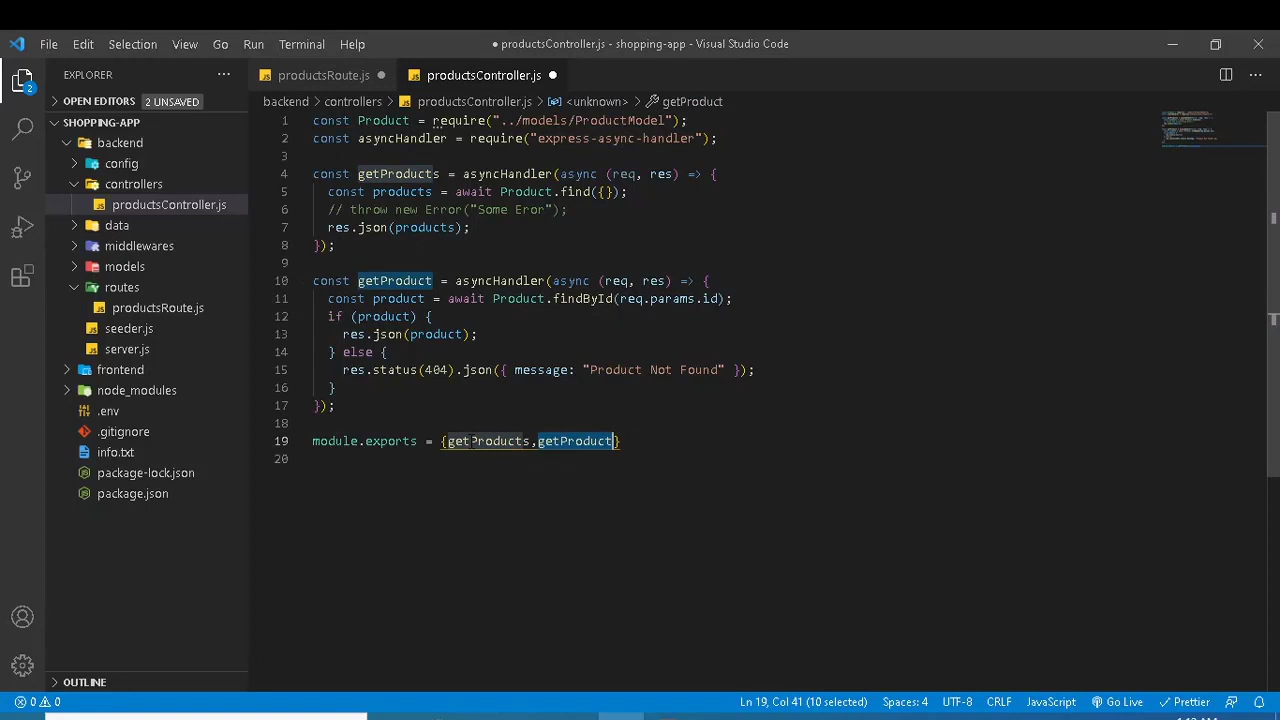 File Edit Selection View Go Run Terminal Help
● productsController.js - shopping-app - Visual Studio Code
EXPLORER
OPEN EDITORS 2 UNSAVED
SHOPPING-APP
backend
config
controllers
productsController.js
data
middlewares
models
routes
productsRoute.js
seeder.js
server.js
frontend
node_modules
.env
.gitignore
info.txt
package-lock.json
package.json
OUTLINE
2
JS productsRoute.js ● JS productsController.js ●
backend > controllers > JS productsController.js > <unknown> > getProduct
1 const Product = require("../models/ProductModel");
2 const asyncHandler = require("express-async-handler");
3
4 const getProducts = asyncHandler(async (req, res) => {
5 const products = await Product.find({});
6 // throw new Error("Some Eror");
7 res.json(products);
8 });
9
10 const getProduct = asyncHandler(async (req, res) => {
11 const product = await Product.findById(req.params.id);
12 if (product) {
13 res.json(product);
14 } else {
15 res.status(404).json({ message: "Product Not Found" });
16 }
17 });
18
19 module.exports = {getProducts,getProduct}
20
0 0 Ln 19, Col 41 (10 selected) Spaces: 4 UTF-8 CRLF JavaScript Go Live Prettier